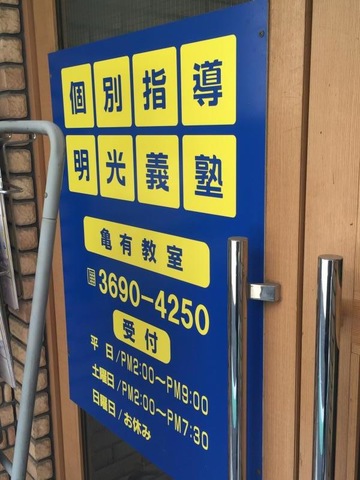 個別指導
明光義塾
亀有教室
3690-4250
受付
平 日/PM2:00～PM9:00
土曜日/PM2:00～PM7:30
日曜日/お休み